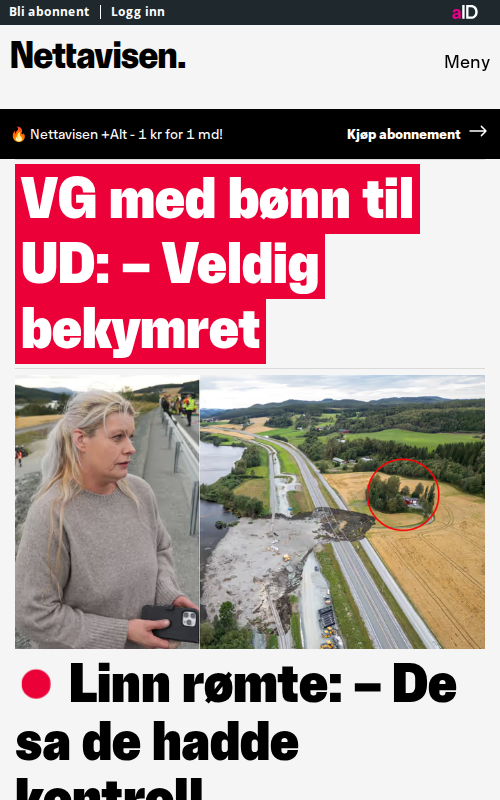 Bli abonnent | Logg inn
aID
Nettavisen.
Meny
🔥 Nettavisen +Alt - 1 kr for 1 md!
Kjøp abonnement →
VG med bønn til
UD: – Veldig
bekymret
Linn rømte: – De
sa de hadde
kontroll